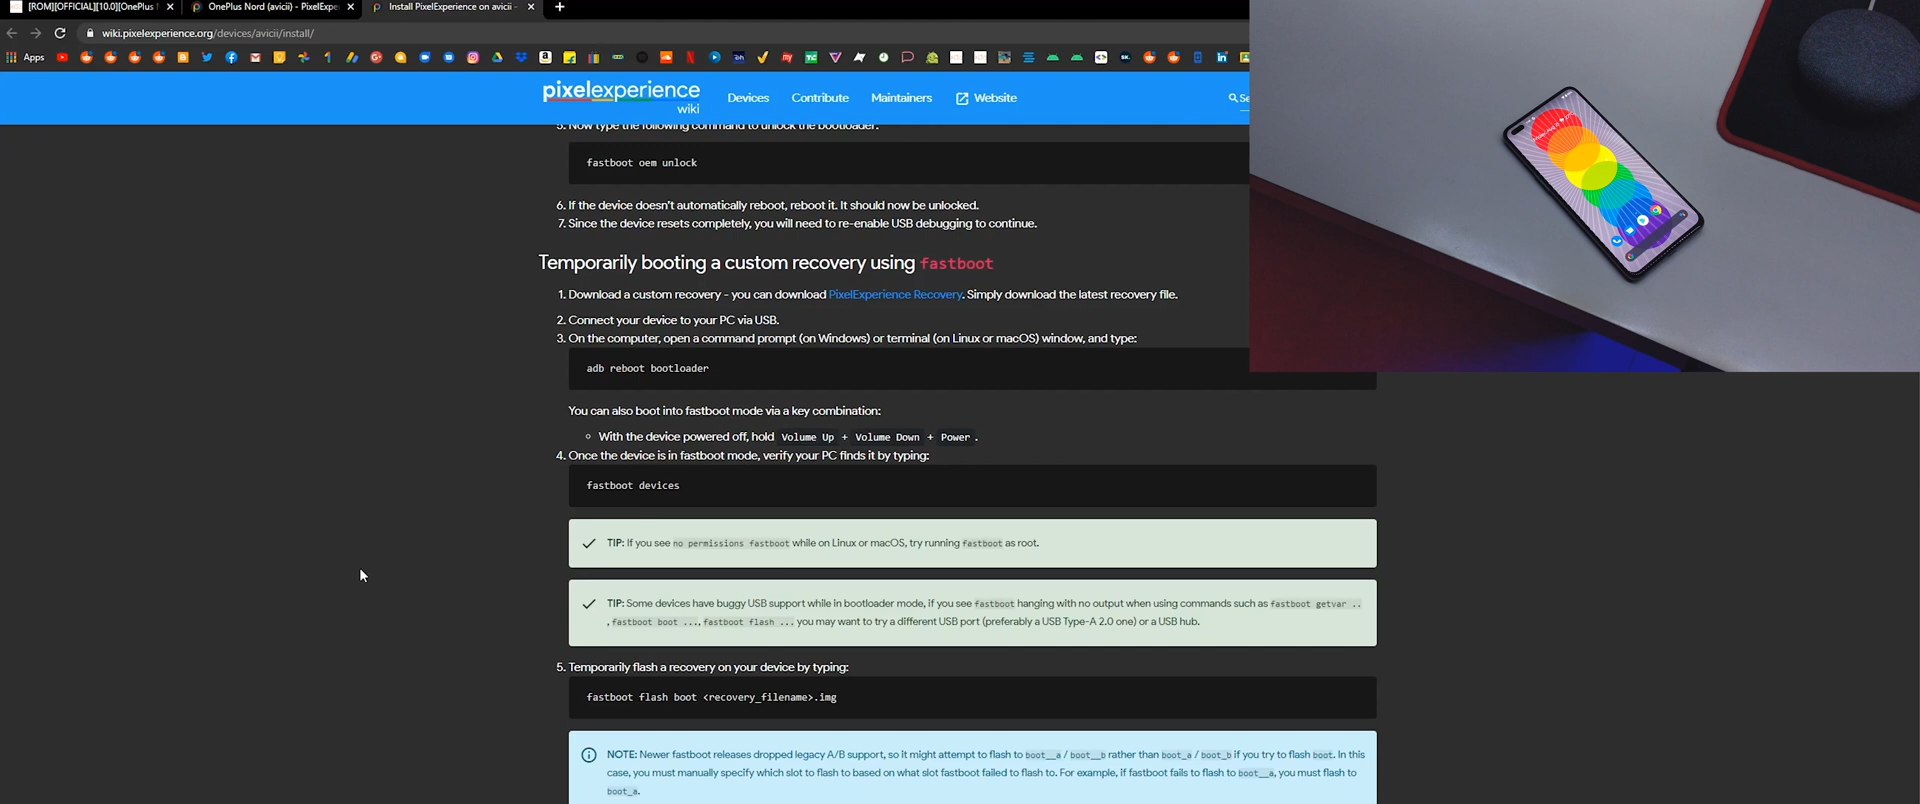 [ROM][OFFICIAL][10.0][OnePlus N
OnePlus Nord (avicii) - PixelExpe
Install PixelExperience on avicii -
wiki.pixelexperience.org/devices/avicii/install/
Apps
pixelexperience
wiki
Devices
Contribute
Maintainers
Website
Se
5. Now type the following command to unlock the bootloader:
fastboot oem unlock
6. If the device doesn't automatically reboot, reboot it. It should now be unlocked.
7. Since the device resets completely, you will need to re-enable USB debugging to continue.
Temporarily booting a custom recovery using fastboot
1. Download a custom recovery - you can download PixelExperience Recovery. Simply download the latest recovery file.
2. Connect your device to your PC via USB.
3. On the computer, open a command prompt (on Windows) or terminal (on Linux or macOS) window, and type:
adb reboot bootloader
You can also boot into fastboot mode via a key combination:
With the device powered off, hold Volume Up + Volume Down + Power.
4. Once the device is in fastboot mode, verify your PC finds it by typing:
fastboot devices
TIP: If you see no permissions fastboot while on Linux or macOS, try running fastboot as root.
TIP: Some devices have buggy USB support while in bootloader mode, if you see fastboot hanging with no output when using commands such as fastboot getvar ..
, fastboot boot ..., fastboot flash ... you may want to try a different USB port (preferably a USB Type-A 2.0 one) or a USB hub.
5. Temporarily flash a recovery on your device by typing:
fastboot flash boot <recovery_filename>.img
NOTE: Newer fastboot releases dropped legacy A/B support, so it might attempt to flash to boot__a / boot__b rather than boot_a / boot_b if you try to flash boot. In this
case, you must manually specify which slot to flash to based on what slot fastboot failed to flash to. For example, if fastboot fails to flash to boot__a, you must flash to
boot_a.